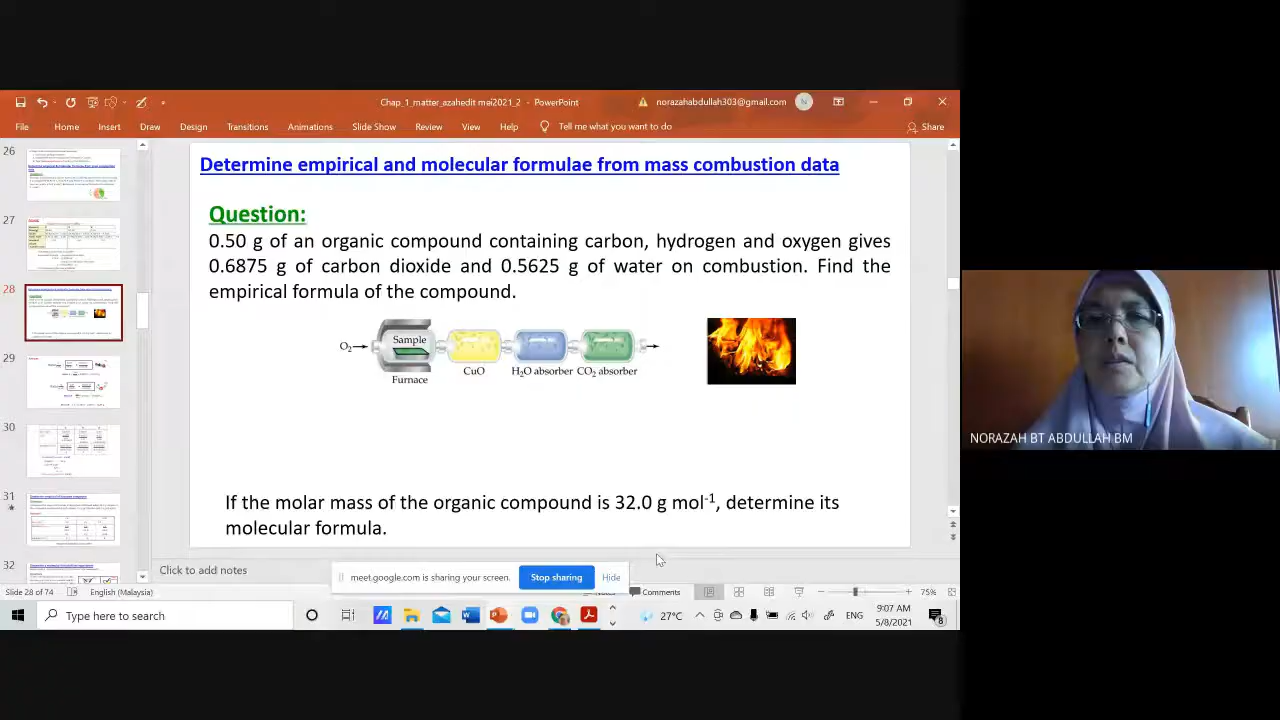 Chap_1_matter_azahedit mei2021_2 - PowerPoint
norazahabdullah303@gmail.com
N
File Home Insert Draw Design Transitions Animations Slide Show Review View Help Tell me what you want to do
Share
26
27
28
29
30
31
32
Determine empirical and molecular formulae from mass combustion data
Question:
0.50 g of an organic compound containing carbon, hydrogen and oxygen gives
0.6875 g of carbon dioxide and 0.5625 g of water on combustion. Find the
empirical formula of the compound.
O₂
Sample
Furnace
CuO
H₂O absorber
CO₂ absorber
If the molar mass of the organic compound is 32.0 g mol⁻¹, determine its
molecular formula.
NORAZAH BT ABDULLAH BM
Click to add notes
meet.google.com is sharing your screen.
Stop sharing
Hide
Slide 28 of 74
English (Malaysia)
Comments
75%
Type here to search
27°C
ENG
9:07 AM
5/8/2021
8